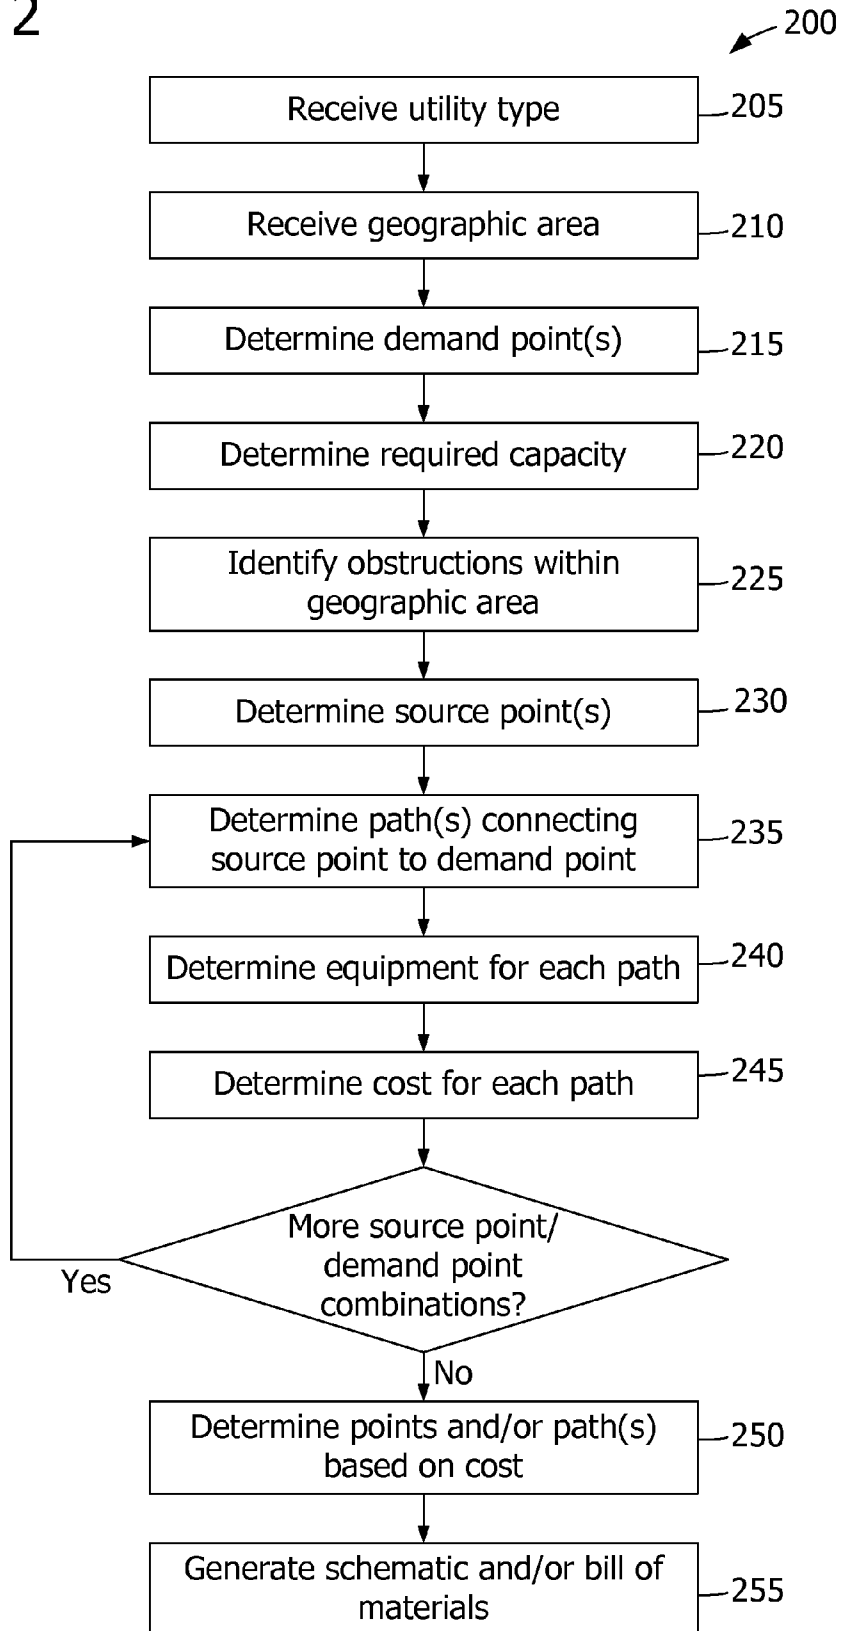 2
200
Receive utility type
205
Receive geographic area
210
Determine demand point(s)
215
Determine required capacity
220
Identify obstructions within
geographic area
225
Determine source point(s)
230
Determine path(s) connecting
source point to demand point
235
Determine equipment for each path
240
Determine cost for each path
245
More source point/
demand point
combinations?
Yes
No
Determine points and/or path(s)
based on cost
250
Generate schematic and/or bill of
materials
255